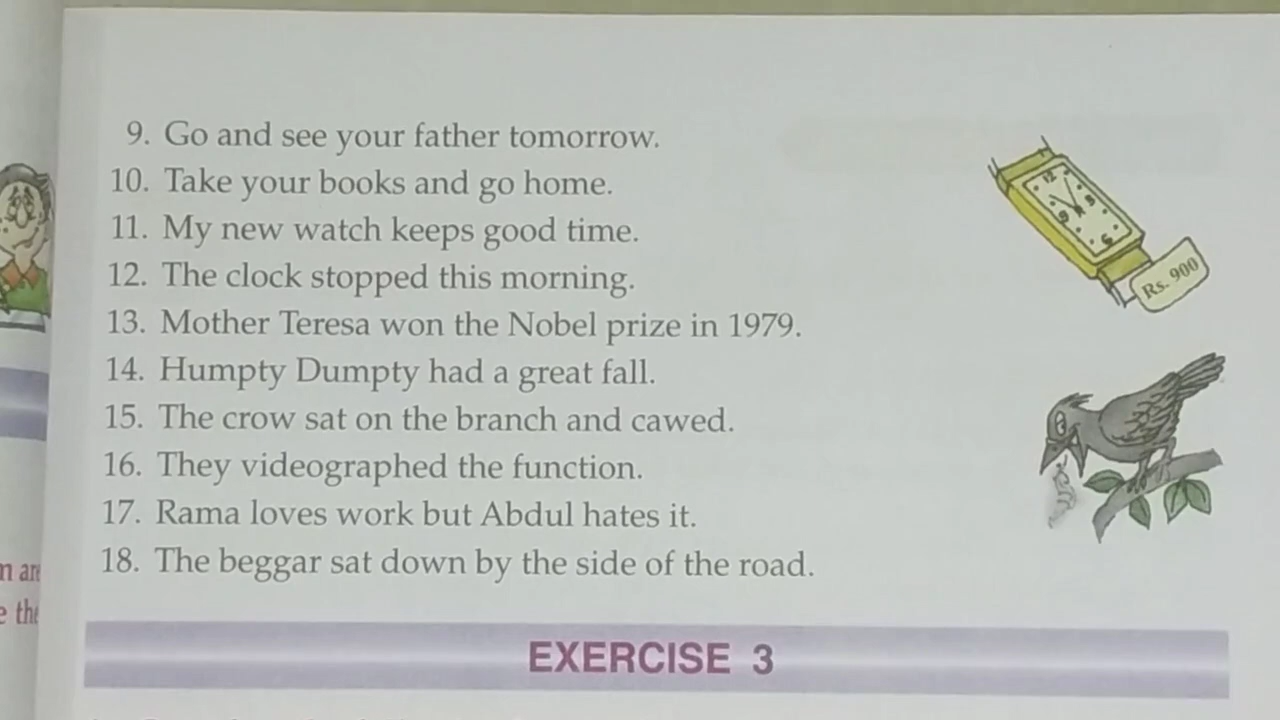 9. Go and see your father tomorrow.
10. Take your books and go home.
11. My new watch keeps good time.
12. The clock stopped this morning.
13. Mother Teresa won the Nobel prize in 1979.
14. Humpty Dumpty had a great fall.
15. The crow sat on the branch and cawed.
16. They videographed the function.
17. Rama loves work but Abdul hates it.
18. The beggar sat down by the side of the road.
EXERCISE 3
12
3
6
9
Rs. 900